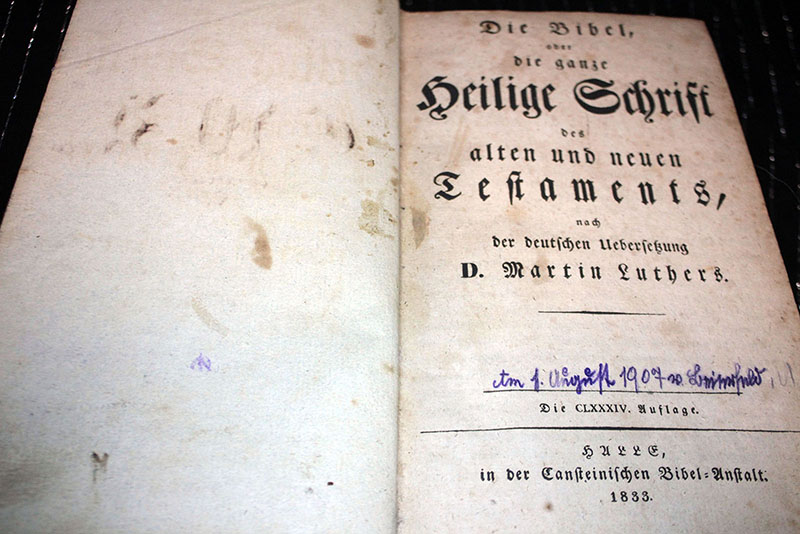 Die Bibel,
oder
die ganze
Heilige Schrift
des
alten und neuen
Testaments,
nach
der deutschen Uebersetzung
D. Martin Luthers.
Am 1. August 1907 v.
Die CLXXXIV. Auflage.
HALLE,
in der Cansteinischen Bibel-Anstalt.
1833.